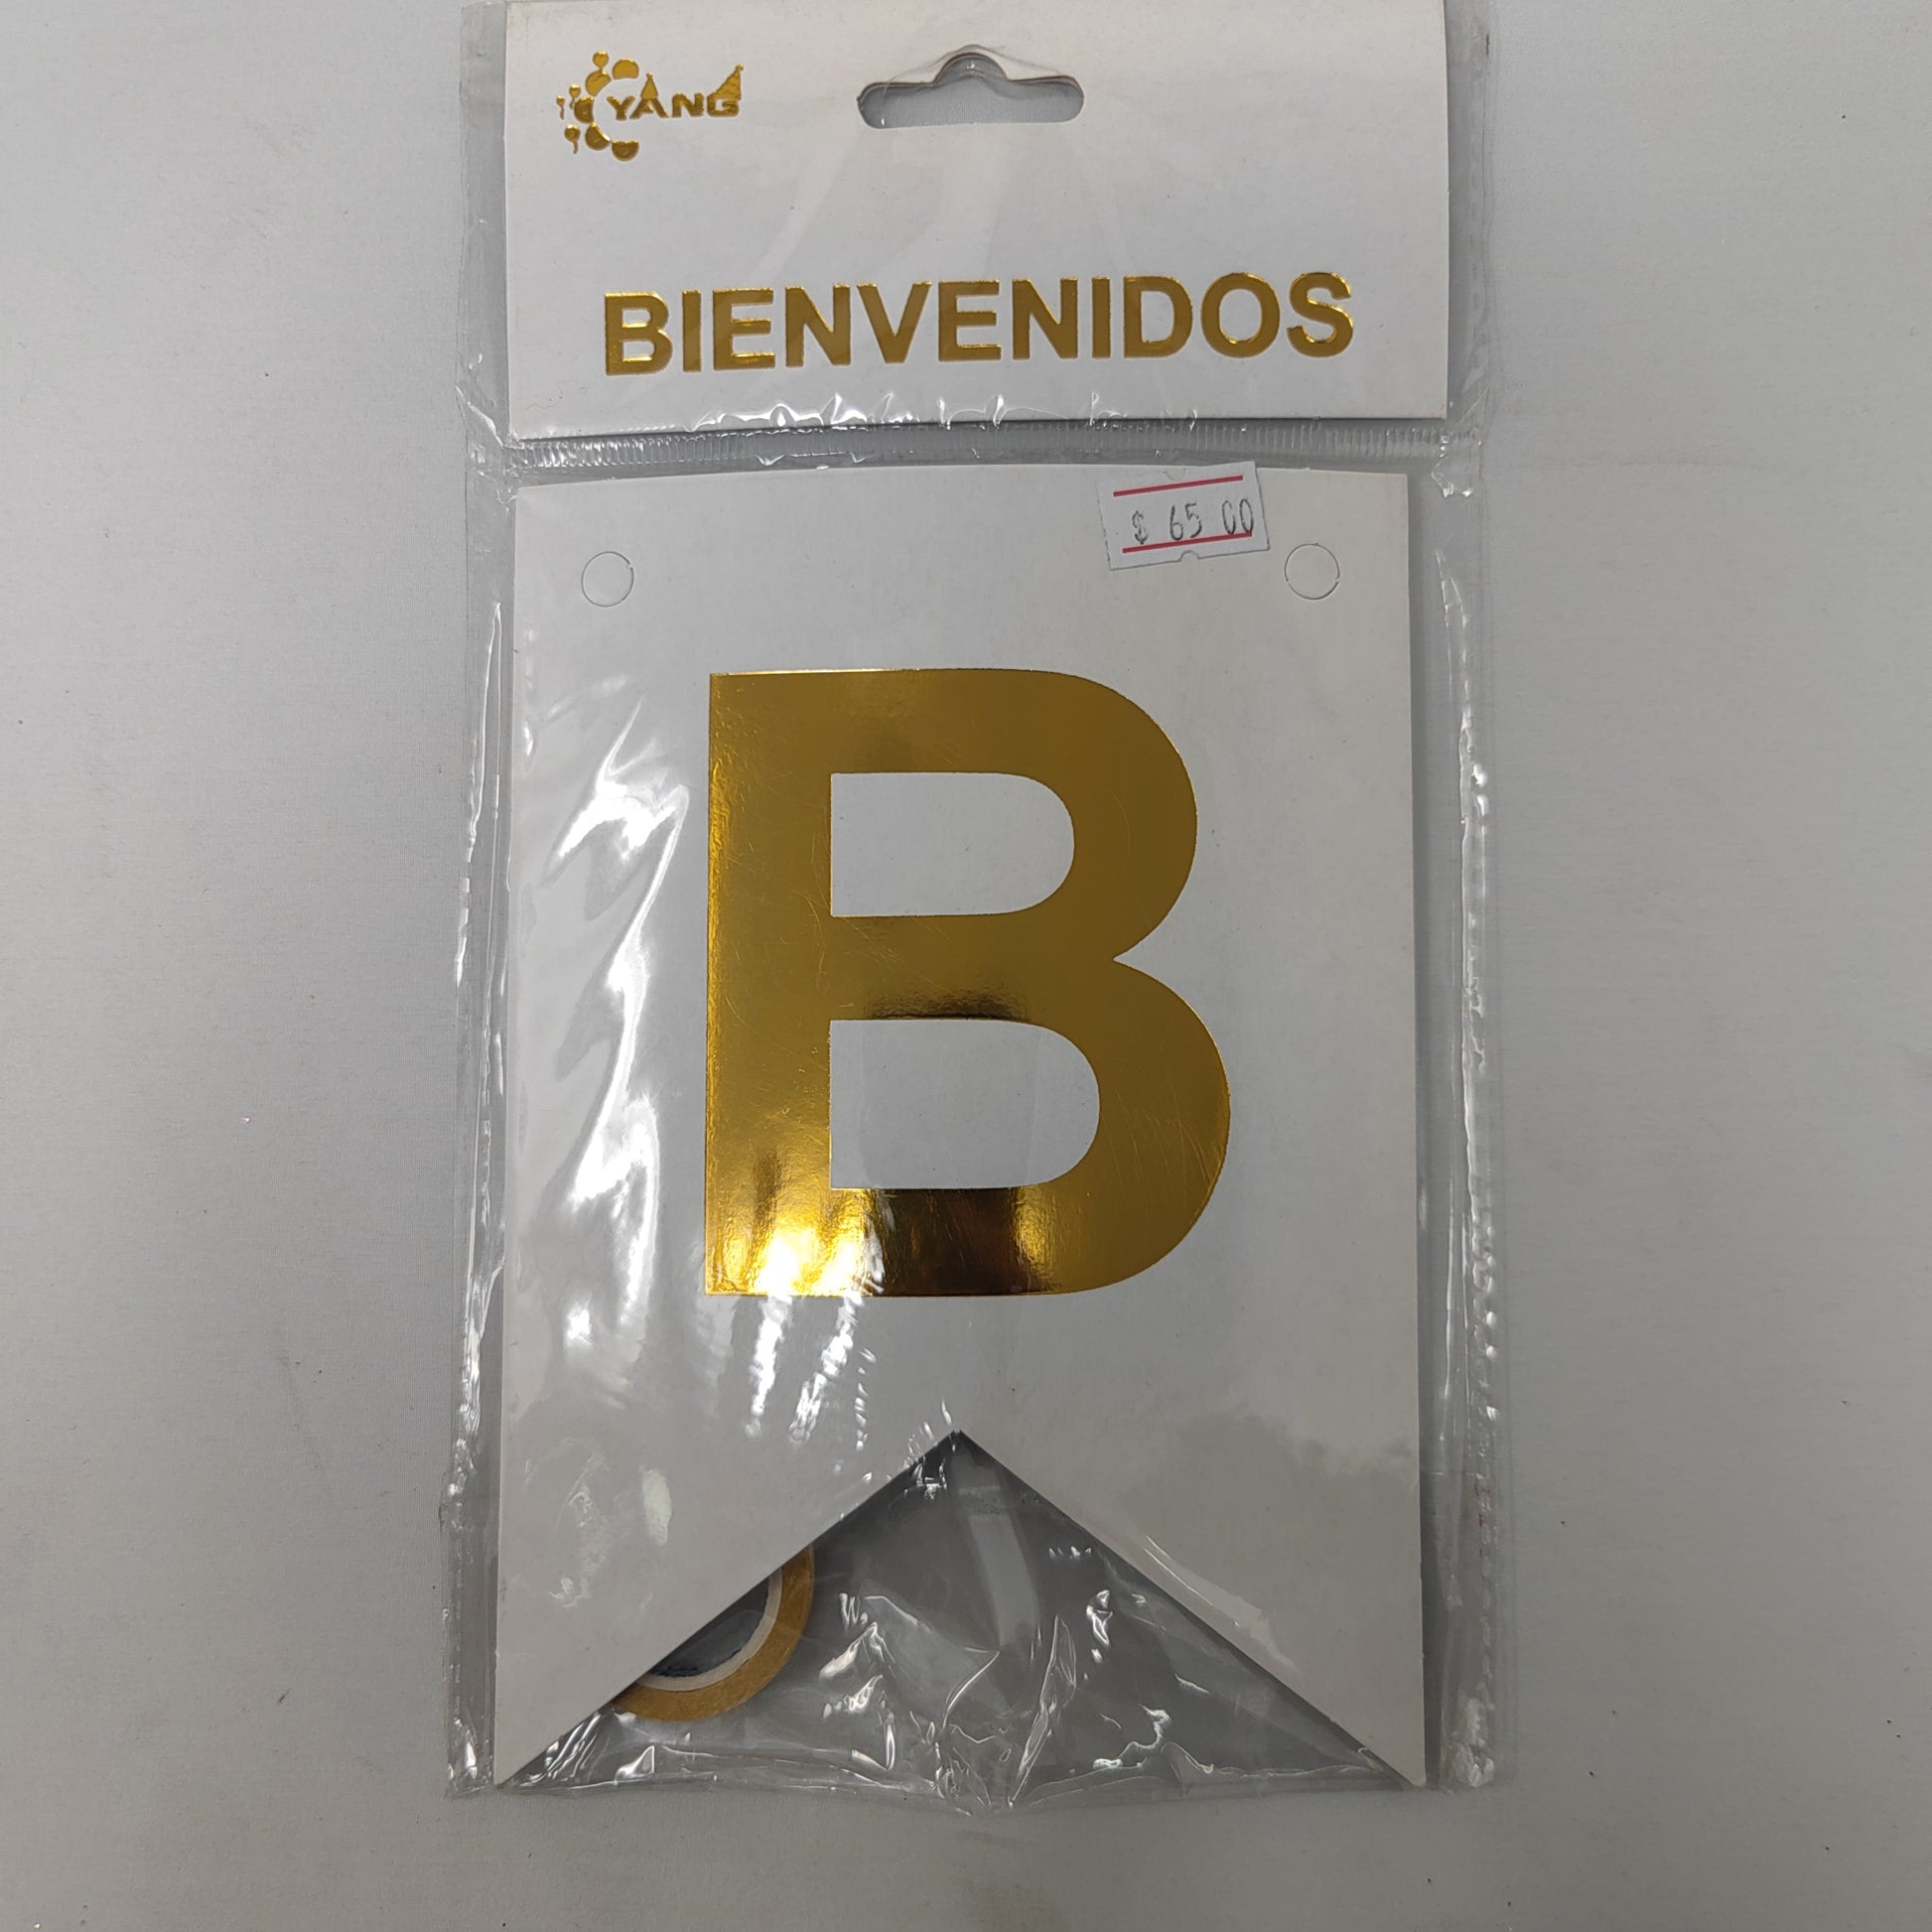 YANG
BIENVENIDOS
$ 65 00
B